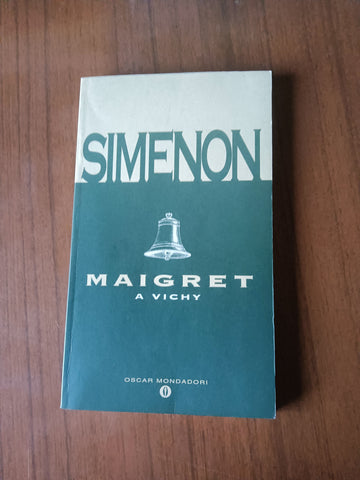 SIMENON
MAIGRET
A VICHY
OSCAR MONDADORI